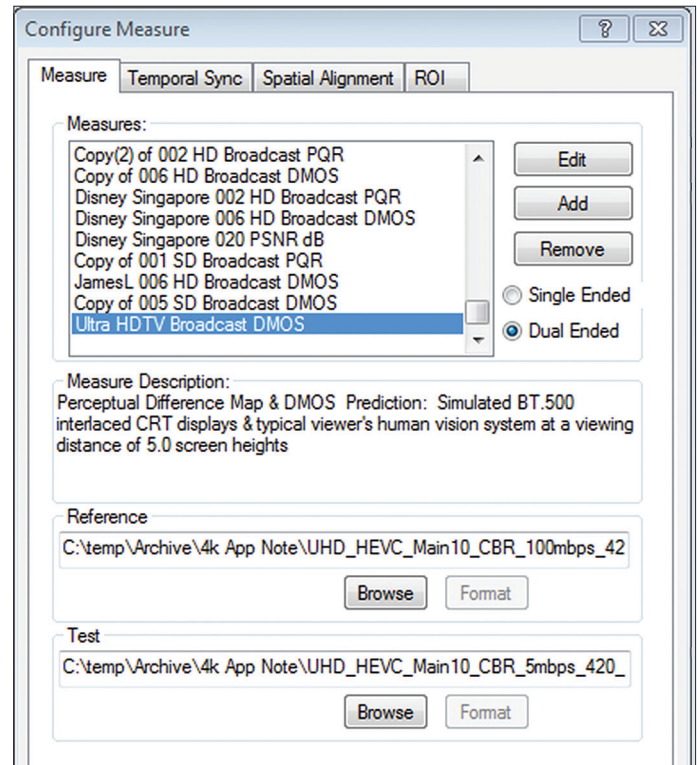 Configure Measure
Measure Temporal Sync Spatial Alignment ROI
Measures:
Copy(2) of 002 HD Broadcast PQR
Copy of 006 HD Broadcast DMOS
Disney Singapore 002 HD Broadcast PQR
Disney Singapore 006 HD Broadcast DMOS
Disney Singapore 020 PSNR dB
Copy of 001 SD Broadcast PQR
JamesL 006 HD Broadcast DMOS
Copy of 005 SD Broadcast DMOS
Ultra HDTV Broadcast DMOS
Edit
Add
Remove
Single Ended
Dual Ended
Measure Description:
Perceptual Difference Map & DMOS Prediction: Simulated BT.500
interlaced CRT displays & typical viewer's human vision system at a viewing
distance of 5.0 screen heights
Reference
C:\temp\Archive\4k App Note\UHD_HEVC_Main10_CBR_100mbps_42
Browse Format
Test
C:\temp\Archive\4k App Note\UHD_HEVC_Main10_CBR_5mbps_420_
Browse Format